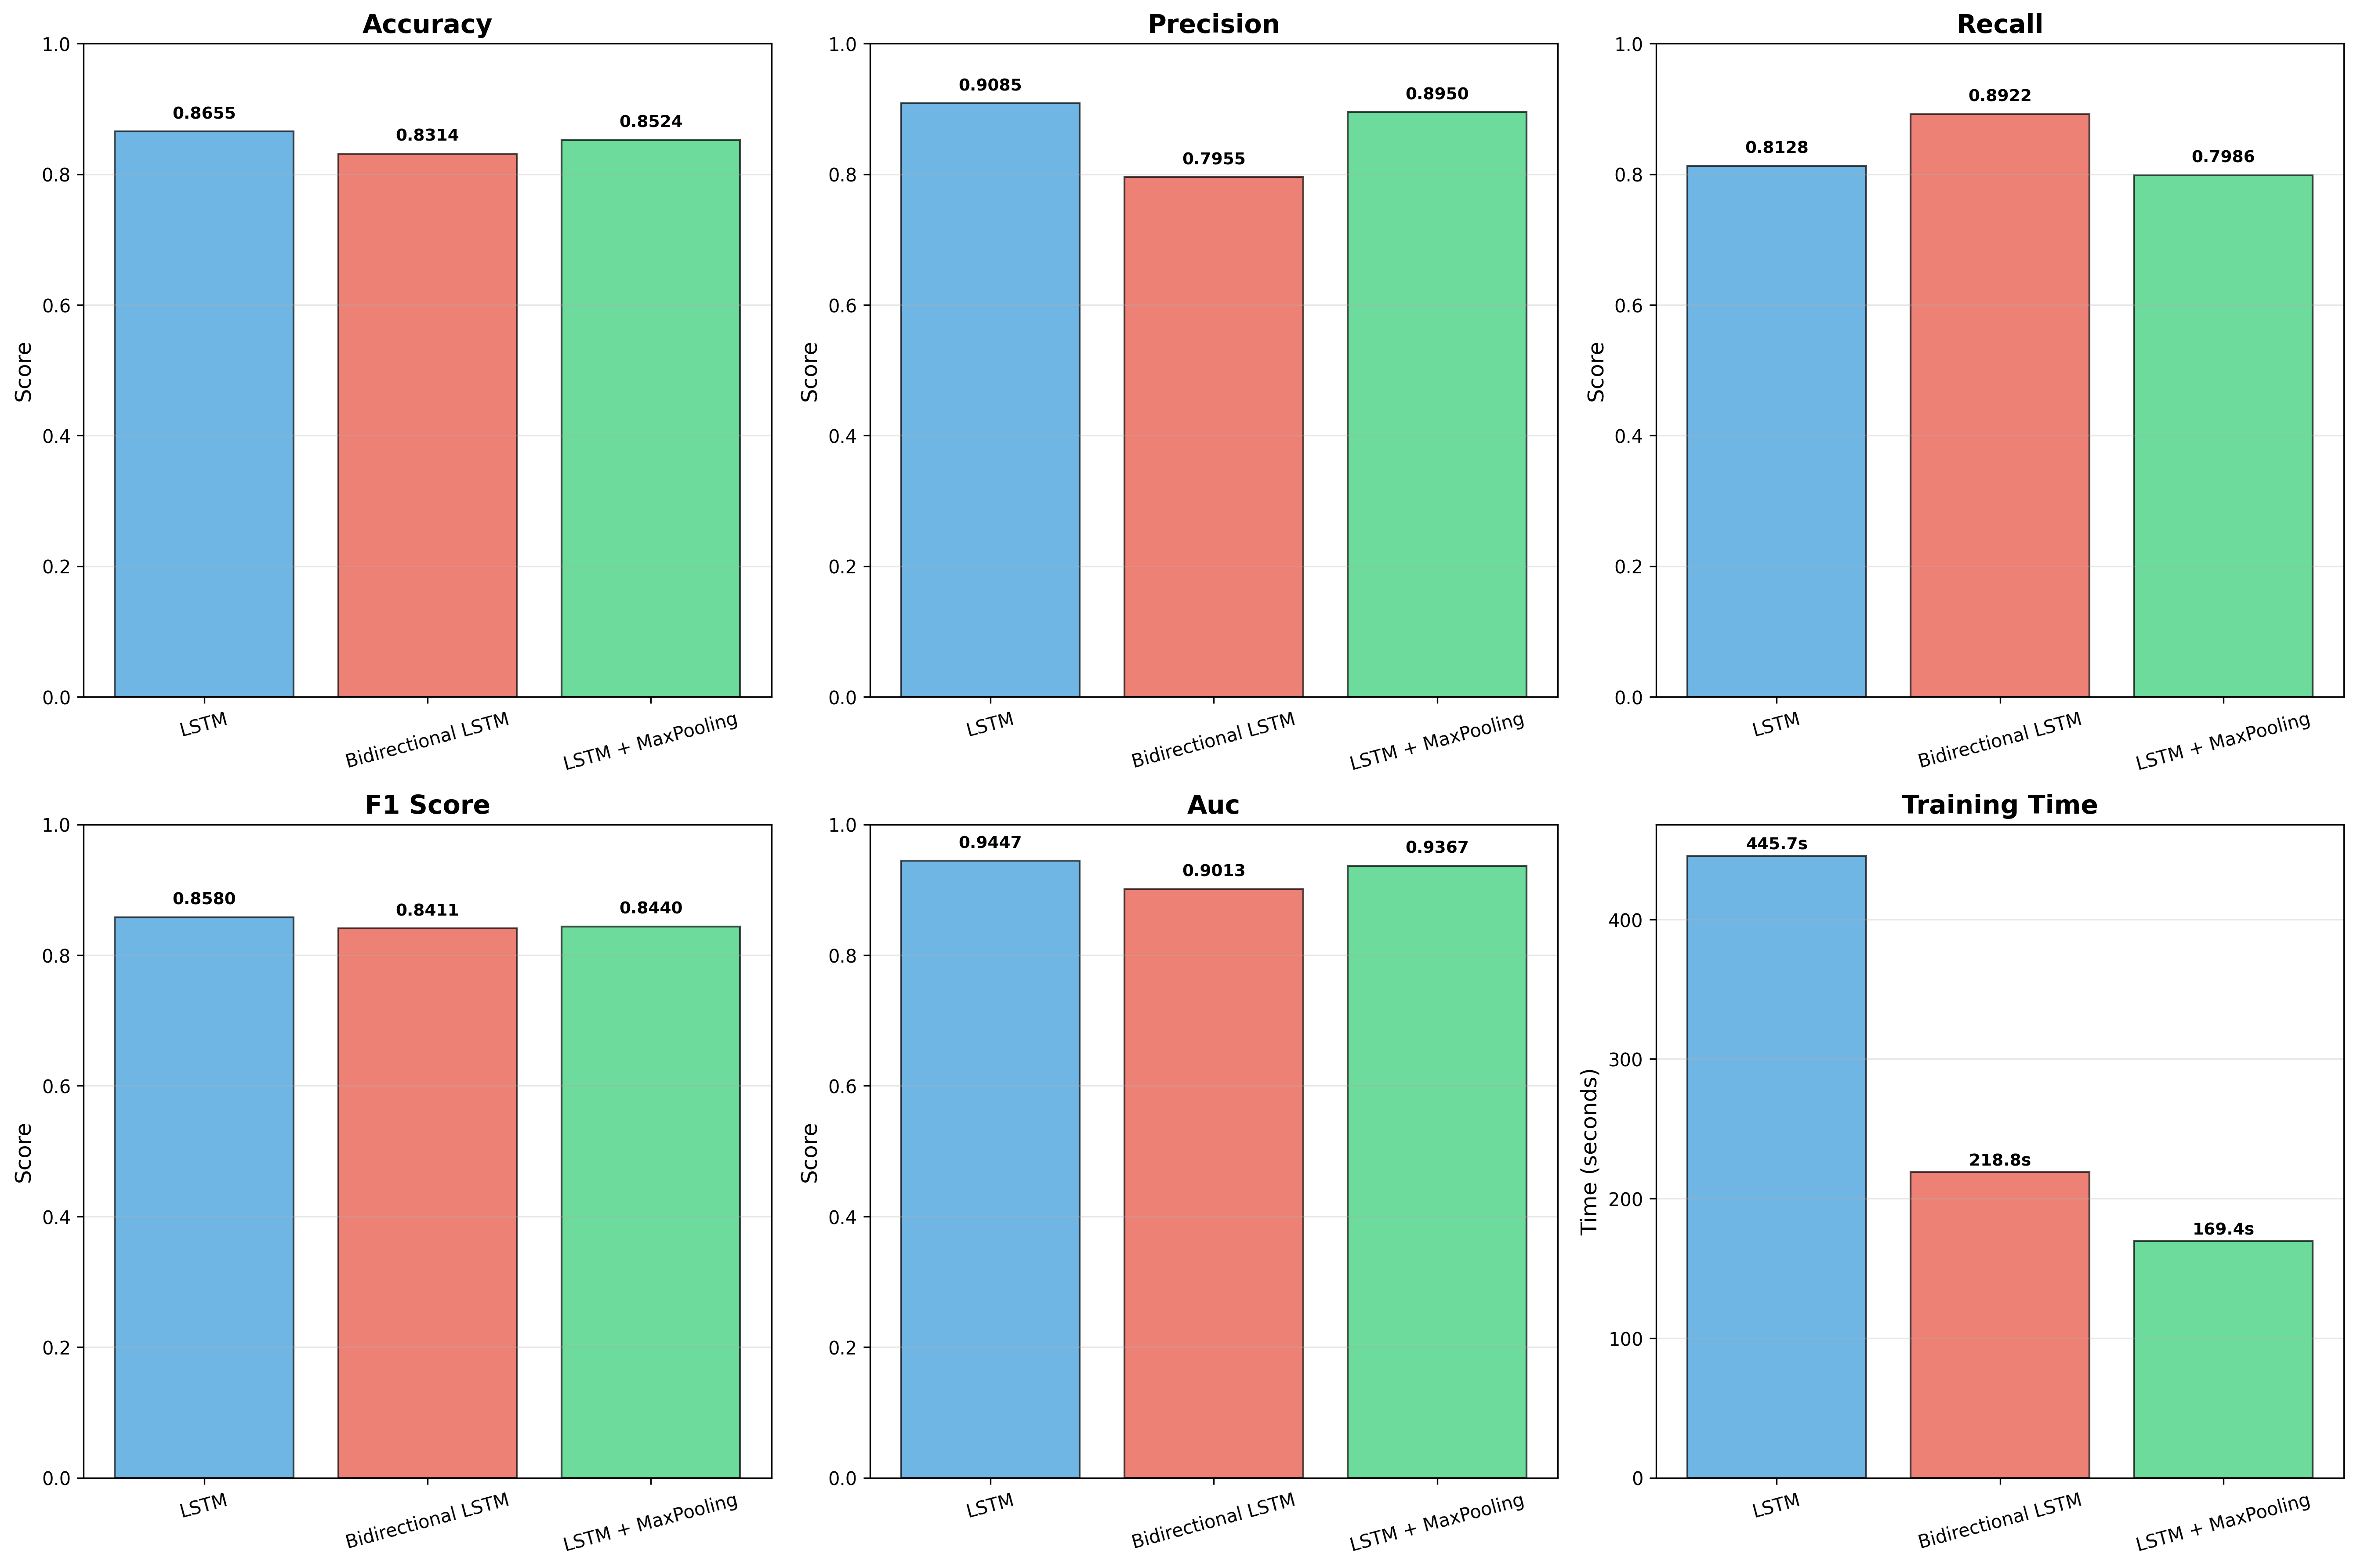 Accuracy
Score
1.0
0.8
0.6
0.4
0.2
0.0
0.8655
0.8314
0.8524
LSTM
Bidirectional LSTM
LSTM + MaxPooling
Precision
Score
1.0
0.8
0.6
0.4
0.2
0.0
0.9085
0.7955
0.8950
LSTM
Bidirectional LSTM
LSTM + MaxPooling
Recall
Score
1.0
0.8
0.6
0.4
0.2
0.0
0.8128
0.8922
0.7986
LSTM
Bidirectional LSTM
LSTM + MaxPooling
F1 Score
Score
1.0
0.8
0.6
0.4
0.2
0.0
0.8580
0.8411
0.8440
LSTM
Bidirectional LSTM
LSTM + MaxPooling
Auc
Score
1.0
0.8
0.6
0.4
0.2
0.0
0.9447
0.9013
0.9367
LSTM
Bidirectional LSTM
LSTM + MaxPooling
Training Time
Time (seconds)
400
300
200
100
0
445.7s
218.8s
169.4s
LSTM
Bidirectional LSTM
LSTM + MaxPooling